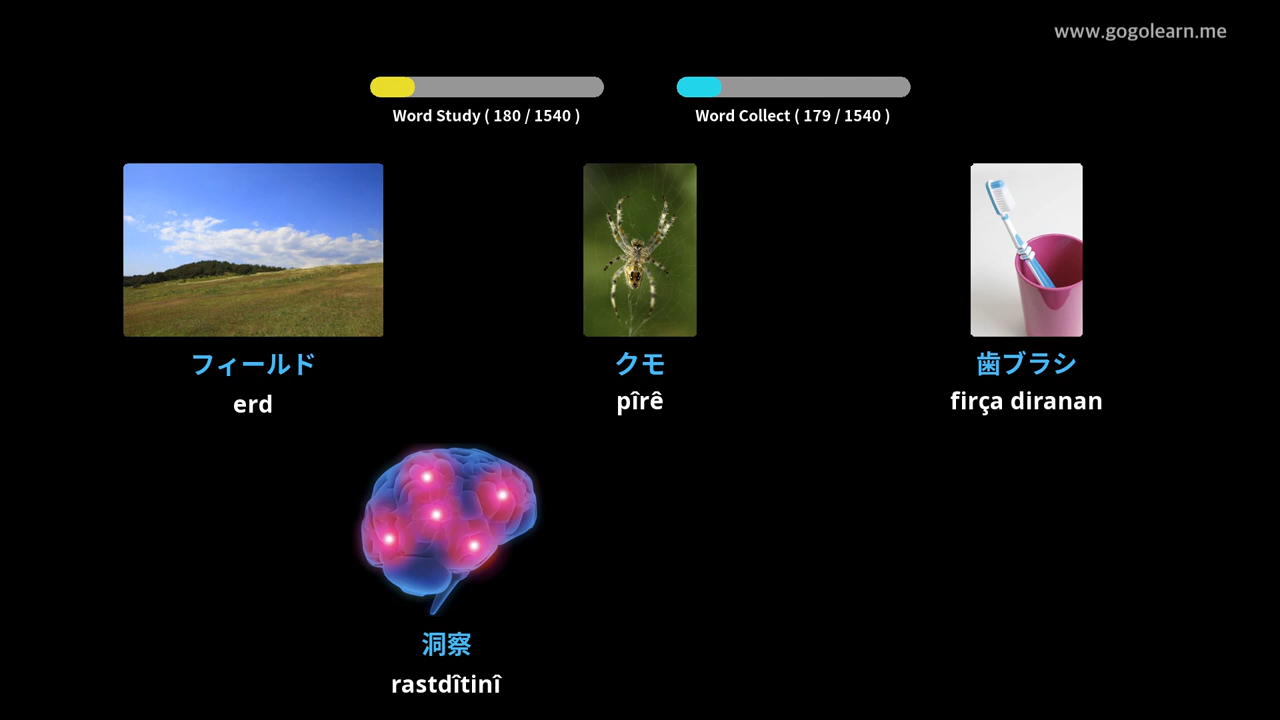 www.gogolearn.me
Word Study ( 180 / 1540 )
Word Collect ( 179 / 1540 )
フィールド
erd
クモ
pîrê
歯ブラシ
firça diranan
洞察
rastdîtinî